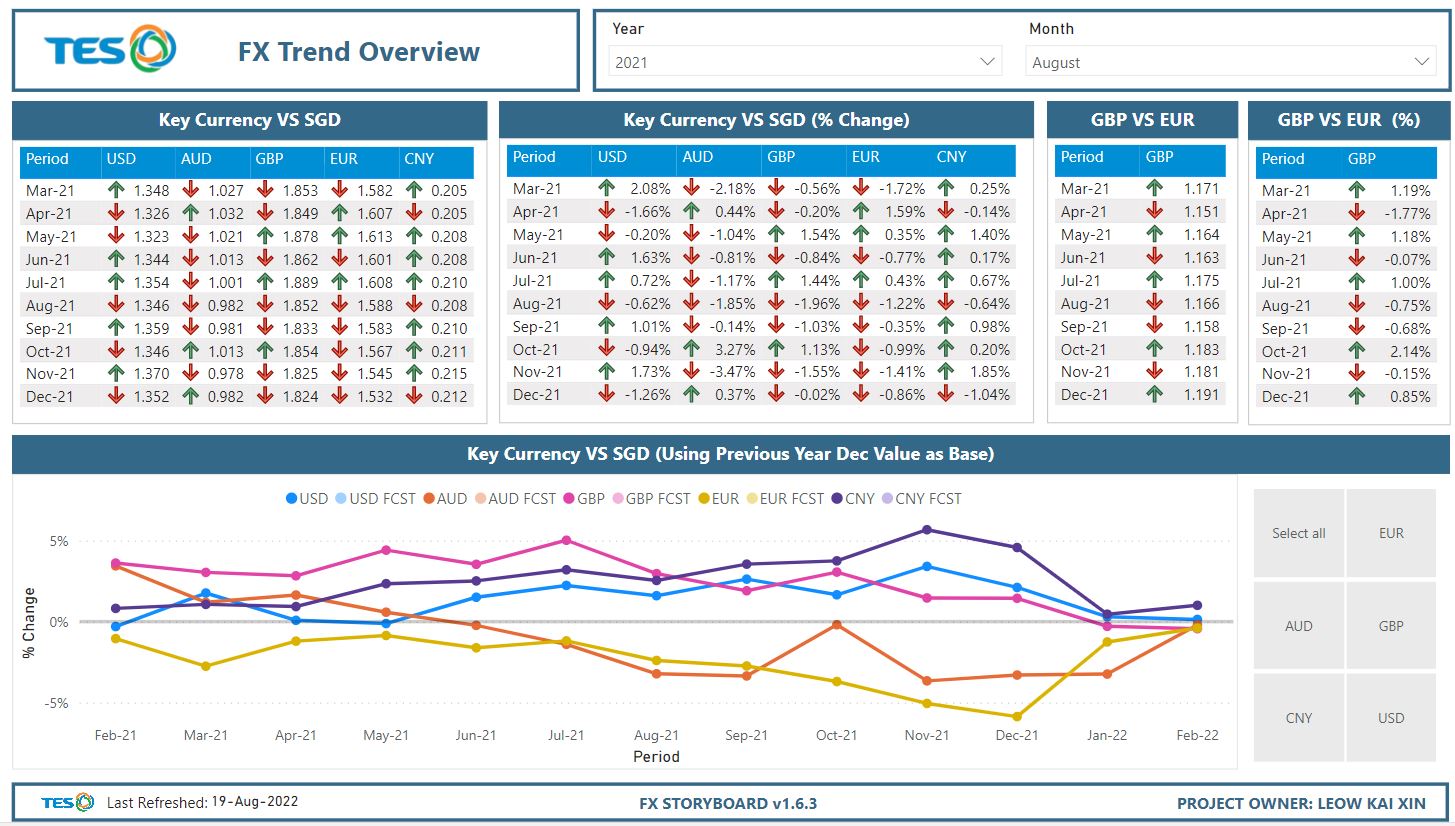 TES
FX Trend Overview
Year
2021
Month
August
Key Currency VS SGD
Period USD AUD GBP EUR CNY
Mar-21 1.348 1.027 1.853 1.582 0.205
Apr-21 1.326 1.032 1.849 1.607 0.205
May-21 1.323 1.021 1.878 1.613 0.208
Jun-21 1.344 1.013 1.862 1.601 0.208
Jul-21 1.354 1.001 1.889 1.608 0.210
Aug-21 1.346 0.982 1.852 1.588 0.208
Sep-21 1.359 0.981 1.833 1.583 0.210
Oct-21 1.346 1.013 1.854 1.567 0.211
Nov-21 1.370 0.978 1.825 1.545 0.215
Dec-21 1.352 0.982 1.824 1.532 0.212
Key Currency VS SGD (% Change)
Period USD AUD GBP EUR CNY
Mar-21 2.08% -2.18% -0.56% -1.72% 0.25%
Apr-21 -1.66% 0.44% -0.20% 1.59% -0.14%
May-21 -0.20% -1.04% 1.54% 0.35% 1.40%
Jun-21 1.63% -0.81% -0.84% -0.77% 0.17%
Jul-21 0.72% -1.17% 1.44% 0.43% 0.67%
Aug-21 -0.62% -1.85% -1.96% -1.22% -0.64%
Sep-21 1.01% -0.14% -1.03% -0.35% 0.98%
Oct-21 -0.94% 3.27% 1.13% -0.99% 0.20%
Nov-21 1.73% -3.47% -1.55% -1.41% 1.85%
Dec-21 -1.26% 0.37% -0.02% -0.86% -1.04%
GBP VS EUR
Period GBP
Mar-21 1.171
Apr-21 1.151
May-21 1.164
Jun-21 1.163
Jul-21 1.175
Aug-21 1.166
Sep-21 1.158
Oct-21 1.183
Nov-21 1.181
Dec-21 1.191
GBP VS EUR (%)
Period GBP
Mar-21 1.19%
Apr-21 -1.77%
May-21 1.18%
Jun-21 -0.07%
Jul-21 1.00%
Aug-21 -0.75%
Sep-21 -0.68%
Oct-21 2.14%
Nov-21 -0.15%
Dec-21 0.85%
Key Currency VS SGD (Using Previous Year Dec Value as Base)
USD USD FCST AUD AUD FCST GBP GBP FCST EUR EUR FCST CNY CNY FCST
5%
0%
-5%
% Change
Feb-21 Mar-21 Apr-21 May-21 Jun-21 Jul-21 Aug-21 Sep-21 Oct-21 Nov-21 Dec-21 Jan-22 Feb-22
Period
Select all EUR
AUD GBP
CNY USD
TES Last Refreshed: 19-Aug-2022
FX STORYBOARD v1.6.3
PROJECT OWNER: LEOW KAI XIN